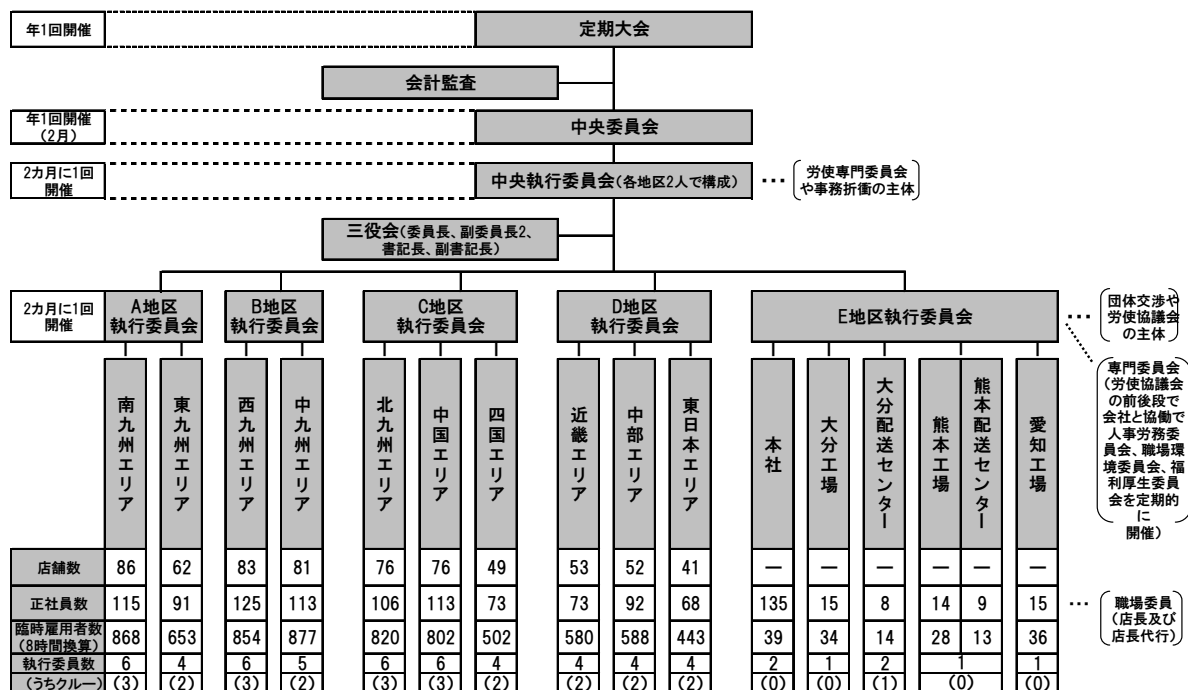 年1回開催
定期大会
会計監査
年1回開催
(2月)
中央委員会
2カ月に1回
開催
中央執行委員会(各地区2人で構成)
…
労使専門委員会
や事務折衝の主体
三役会(委員長、副委員長2、
書記長、副書記長)
2カ月に1回
開催
A地区
執行委員会
B地区
執行委員会
C地区
執行委員会
D地区
執行委員会
E地区執行委員会
…
団体交渉や
労使協議会
の主体
専門委員会
(労使協議会
の前後段で
会社と協働で
人事労務委
員会、職場環
境委員会、福
利厚生委員
会を定期的
に
開催)
南九州エリア
東九州エリア
西九州エリア
中九州エリア
北九州エリア
中国エリア
四国エリア
近畿エリア
中部エリア
東日本エリア
本社
大分工場
大分配送センター
熊本工場
熊本配送センター
愛知工場
店舗数 86 62 83 81 76 76 49 53 52 41 — — — — — —
正社員数 115 91 125 113 106 113 73 73 92 68 135 15 8 14 9 15
…
職場委員
(店長及び
店長代行)
臨時雇用者数
(8時間換算)
868 653 854 877 820 802 502 580 588 443 39 34 14 28 13 36
執行委員数 6 4 6 5 6 6 4 4 4 4 2 1 2 1 1
(うちクルー) (3) (2) (3) (2) (3) (3) (2) (2) (2) (2) (0) (0) (1) (0) (0)